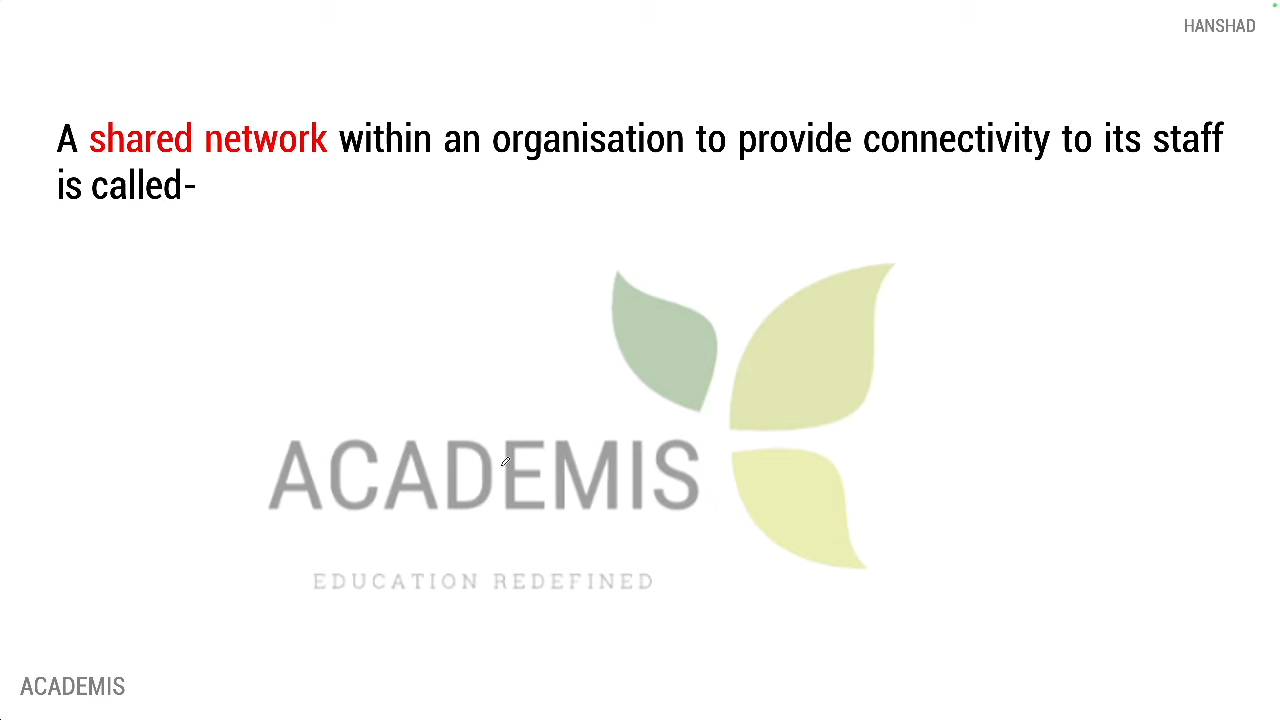 HANSHAD
A shared network within an organisation to provide connectivity to its staff
is called-
ACADEMIS
EDUCATION REDEFINED
ACADEMIS